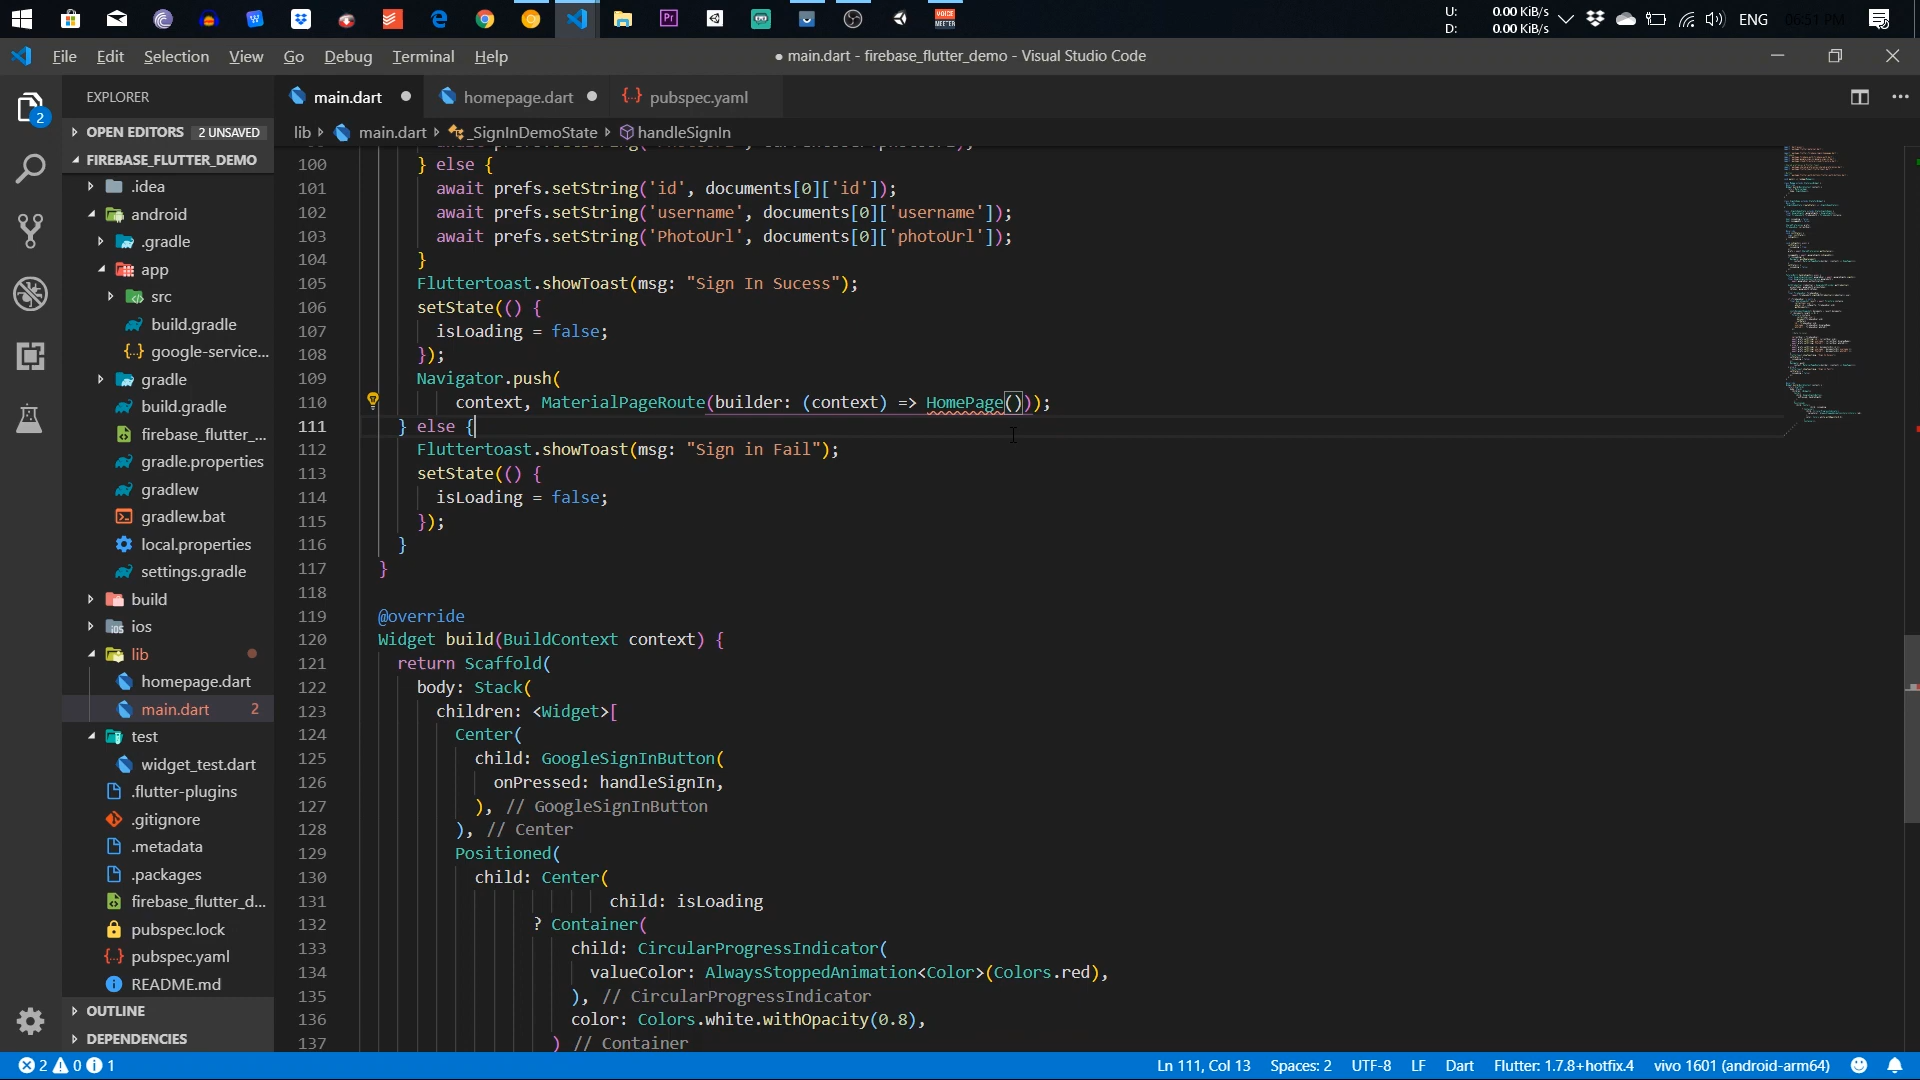 U: 0.00 KiB/s
D: 0.00 KiB/s
ENG
06:51 PM
File Edit Selection View Go Debug Terminal Help
● main.dart - firebase_flutter_demo - Visual Studio Code
EXPLORER
main.dart
homepage.dart
pubspec.yaml
2
OPEN EDITORS 2 UNSAVED
lib main.dart _SignInDemoState handleSignIn
FIREBASE_FLUTTER_DEMO
.idea
android
.gradle
app
src
build.gradle
google-service...
gradle
build.gradle
firebase_flutter_...
gradle.properties
gradlew
gradlew.bat
local.properties
settings.gradle
build
ios
lib
homepage.dart
main.dart 2
test
widget_test.dart
.flutter-plugins
.gitignore
.metadata
.packages
firebase_flutter_d...
pubspec.lock
pubspec.yaml
README.md
OUTLINE
DEPENDENCIES
100 } else {
101 await prefs.setString('id', documents[0]['id']);
102 await prefs.setString('username', documents[0]['username']);
103 await prefs.setString('PhotoUrl', documents[0]['photoUrl']);
104 }
105 Fluttertoast.showToast(msg: "Sign In Sucess");
106 setState(() {
107 isLoading = false;
108 });
109 Navigator.push(
110 context, MaterialPageRoute(builder: (context) => HomePage()));
111 } else {
112 Fluttertoast.showToast(msg: "Sign in Fail");
113 setState(() {
114 isLoading = false;
115 });
116 }
117 }
118
119 @override
120 Widget build(BuildContext context) {
121 return Scaffold(
122 body: Stack(
123 children: <Widget>[
124 Center(
125 child: GoogleSignInButton(
126 onPressed: handleSignIn,
127 ), // GoogleSignInButton
128 ), // Center
129 Positioned(
130 child: Center(
131 child: isLoading
132 ? Container(
133 child: CircularProgressIndicator(
134 valueColor: AlwaysStoppedAnimation<Color>(Colors.red),
135 ), // CircularProgressIndicator
136 color: Colors.white.withOpacity(0.8),
137 ) // Container
2 0 1
Ln 111, Col 13 Spaces: 2 UTF-8 LF Dart Flutter: 1.7.8+hotfix.4 vivo 1601 (android-arm64)